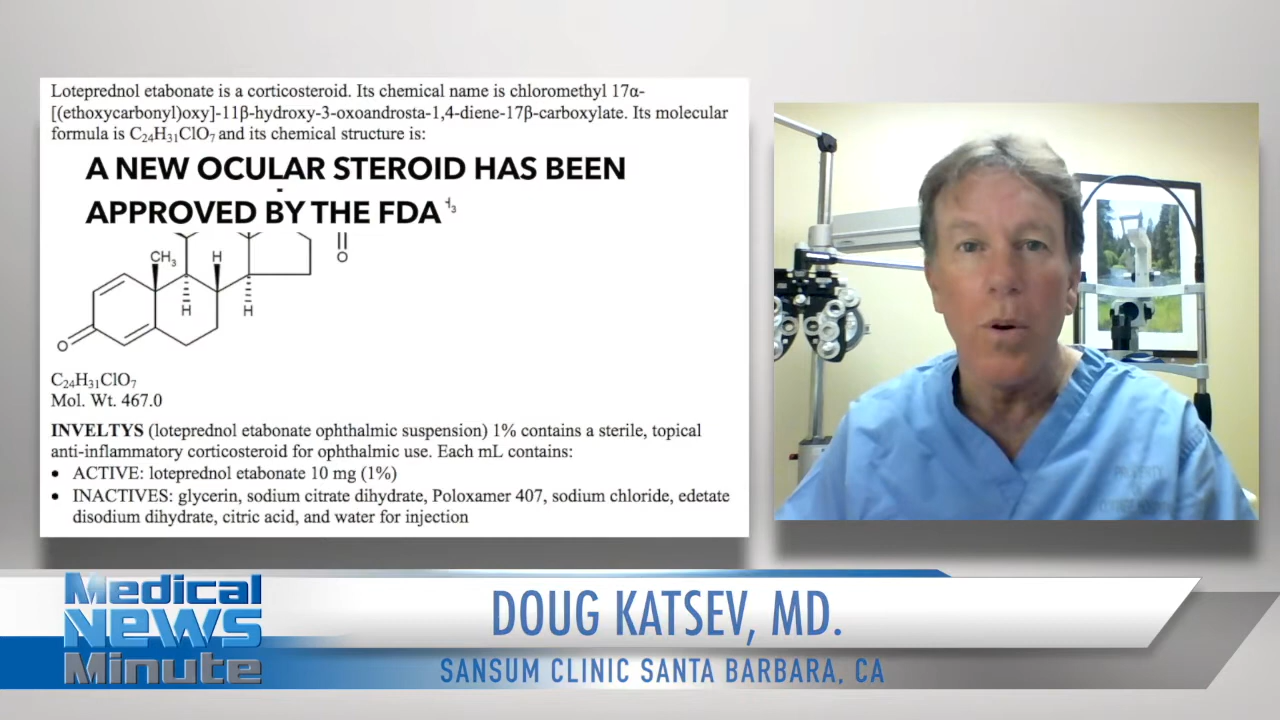 Loteprednol etabonate is a corticosteroid. Its chemical name is chloromethyl 17α-
[(ethoxycarbonyl)oxy]-11β-hydroxy-3-oxoandrosta-1,4-diene-17β-carboxylate. Its molecular
formula is C₂₄H₃₁ClO₇ and its chemical structure is:
A NEW OCULAR STEROID HAS BEEN
APPROVED BY THE FDA
CH₃ H O
H H
O
C₂₄H₃₁ClO₇
Mol. Wt. 467.0
INVELTYS (loteprednol etabonate ophthalmic suspension) 1% contains a sterile, topical
anti-inflammatory corticosteroid for ophthalmic use. Each mL contains:
• ACTIVE: loteprednol etabonate 10 mg (1%)
• INACTIVES: glycerin, sodium citrate dihydrate, Poloxamer 407, sodium chloride, edetate
disodium dihydrate, citric acid, and water for injection
Medical
NEWS
Minute
DOUG KATSEV, MD.
SANSUM CLINIC SANTA BARBARA, CA